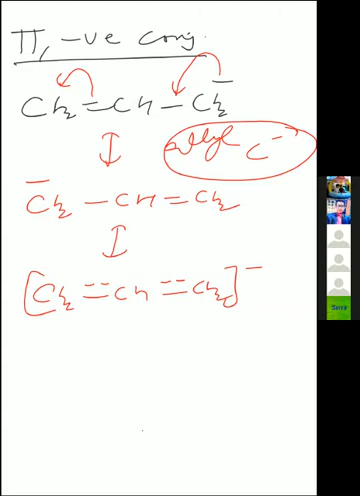 π, -ve conj
CH₂ = CH – CH₂⁻
allyl C⁻
⁻CH₂ – CH = CH₂
[CH₂ == CH == CH₂]⁻